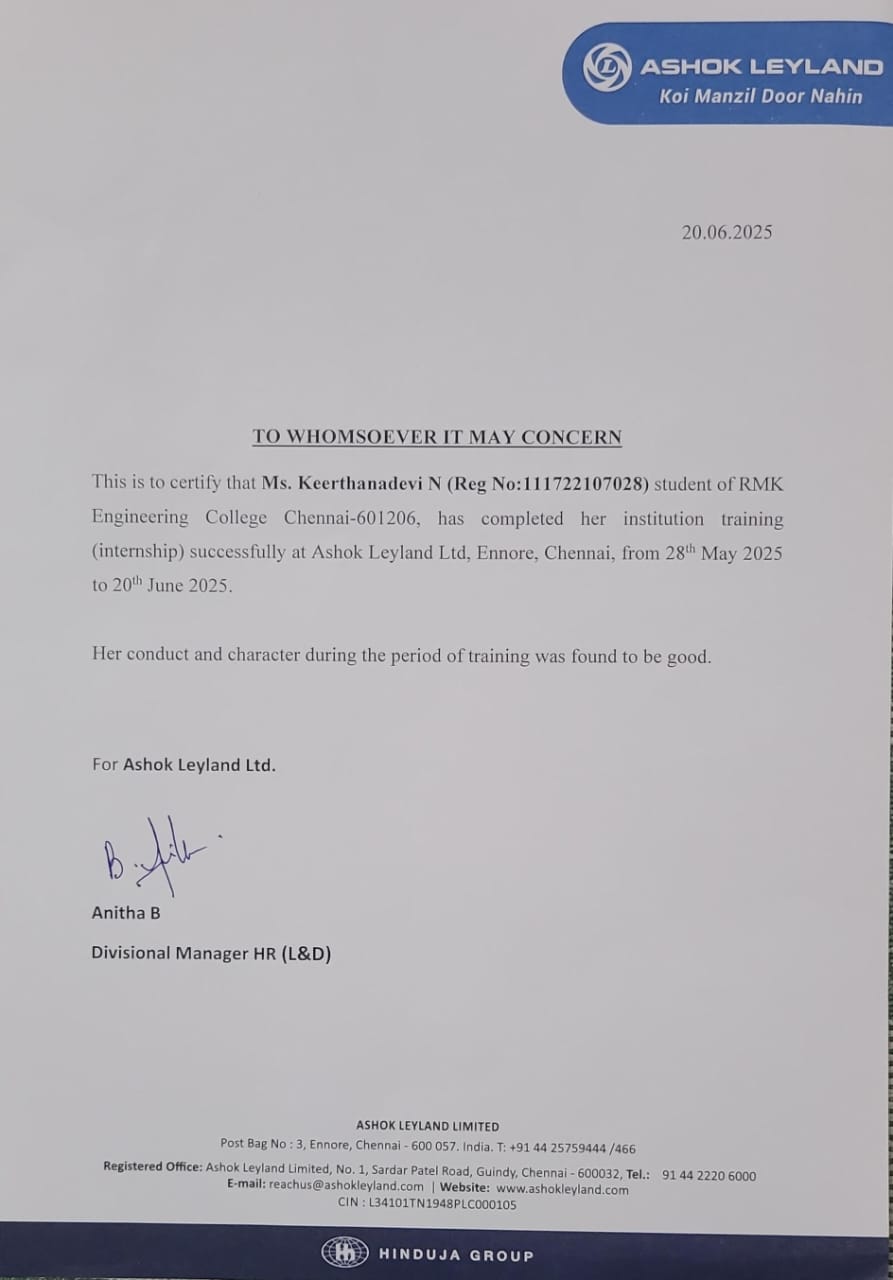 ASHOK LEYLAND
Koi Manzil Door Nahin
20.06.2025
TO WHOMSOEVER IT MAY CONCERN
This is to certify that Ms. Keerthanadevi N (Reg No:111722107028) student of RMK
Engineering College Chennai-601206, has completed her institution training
(internship) successfully at Ashok Leyland Ltd, Ennore, Chennai, from 28th May 2025
to 20th June 2025.
Her conduct and character during the period of training was found to be good.
For Ashok Leyland Ltd.
Anitha B
Divisional Manager HR (L&D)
ASHOK LEYLAND LIMITED
Post Bag No : 3, Ennore, Chennai - 600 057. India. T: +91 44 25759444 /466
Registered Office: Ashok Leyland Limited, No. 1, Sardar Patel Road, Guindy, Chennai - 600032, Tel.: 91 44 2220 6000
E-mail: reachus@ashokleyland.com | Website: www.ashokleyland.com
CIN : L34101TN1948PLC000105
HINDUJA GROUP